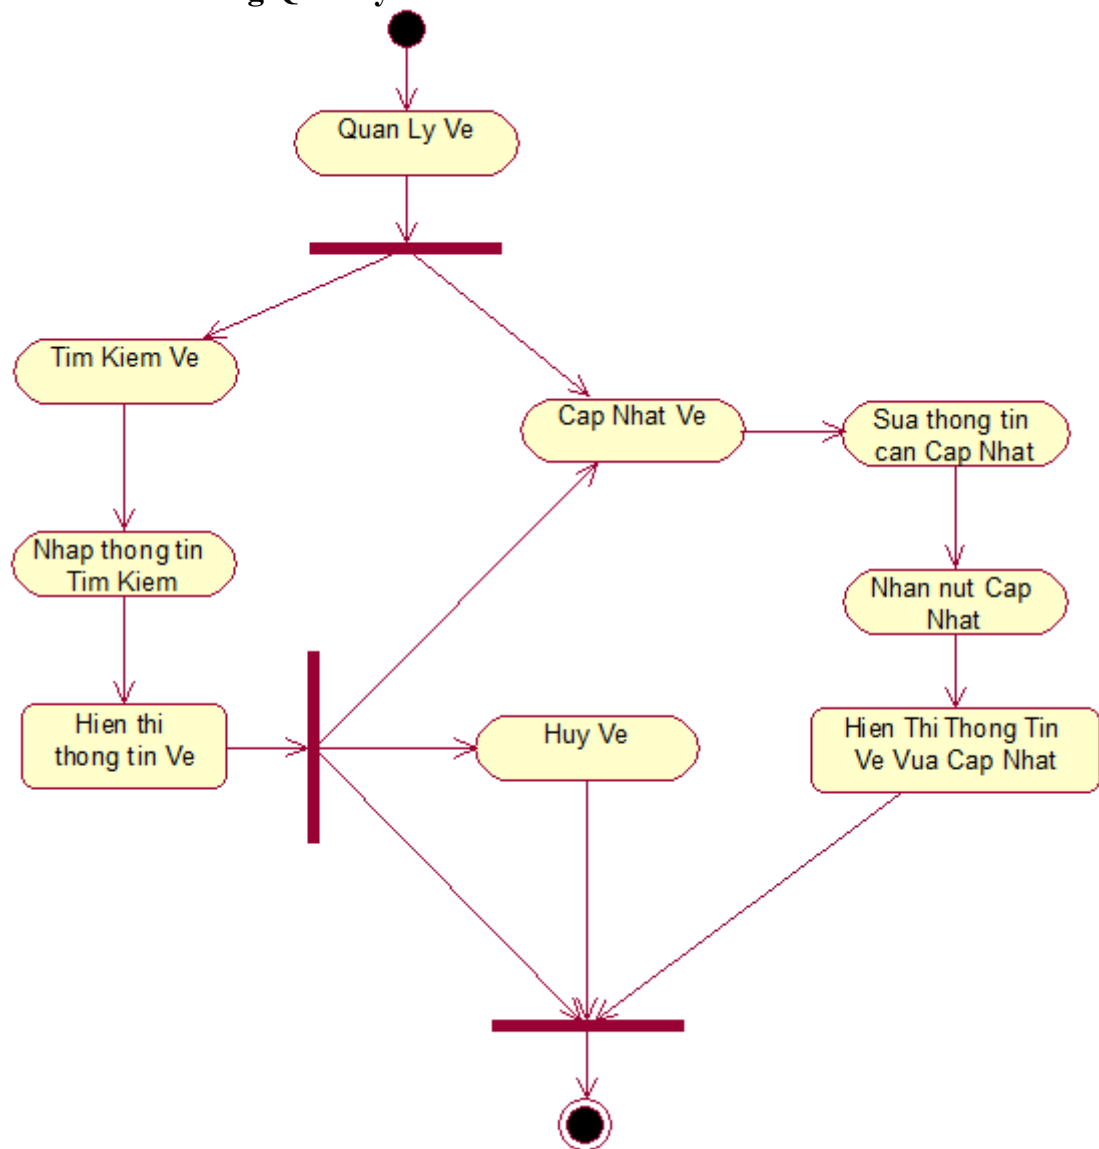 Quan Ly Ve
Tim Kiem Ve
Cap Nhat Ve
Sua thong tin
can Cap Nhat
Nhap thong tin
Tim Kiem
Nhan nut Cap
Nhat
Hien thi
thong tin Ve
Huy Ve
Hien Thi Thong Tin
Ve Vua Cap Nhat